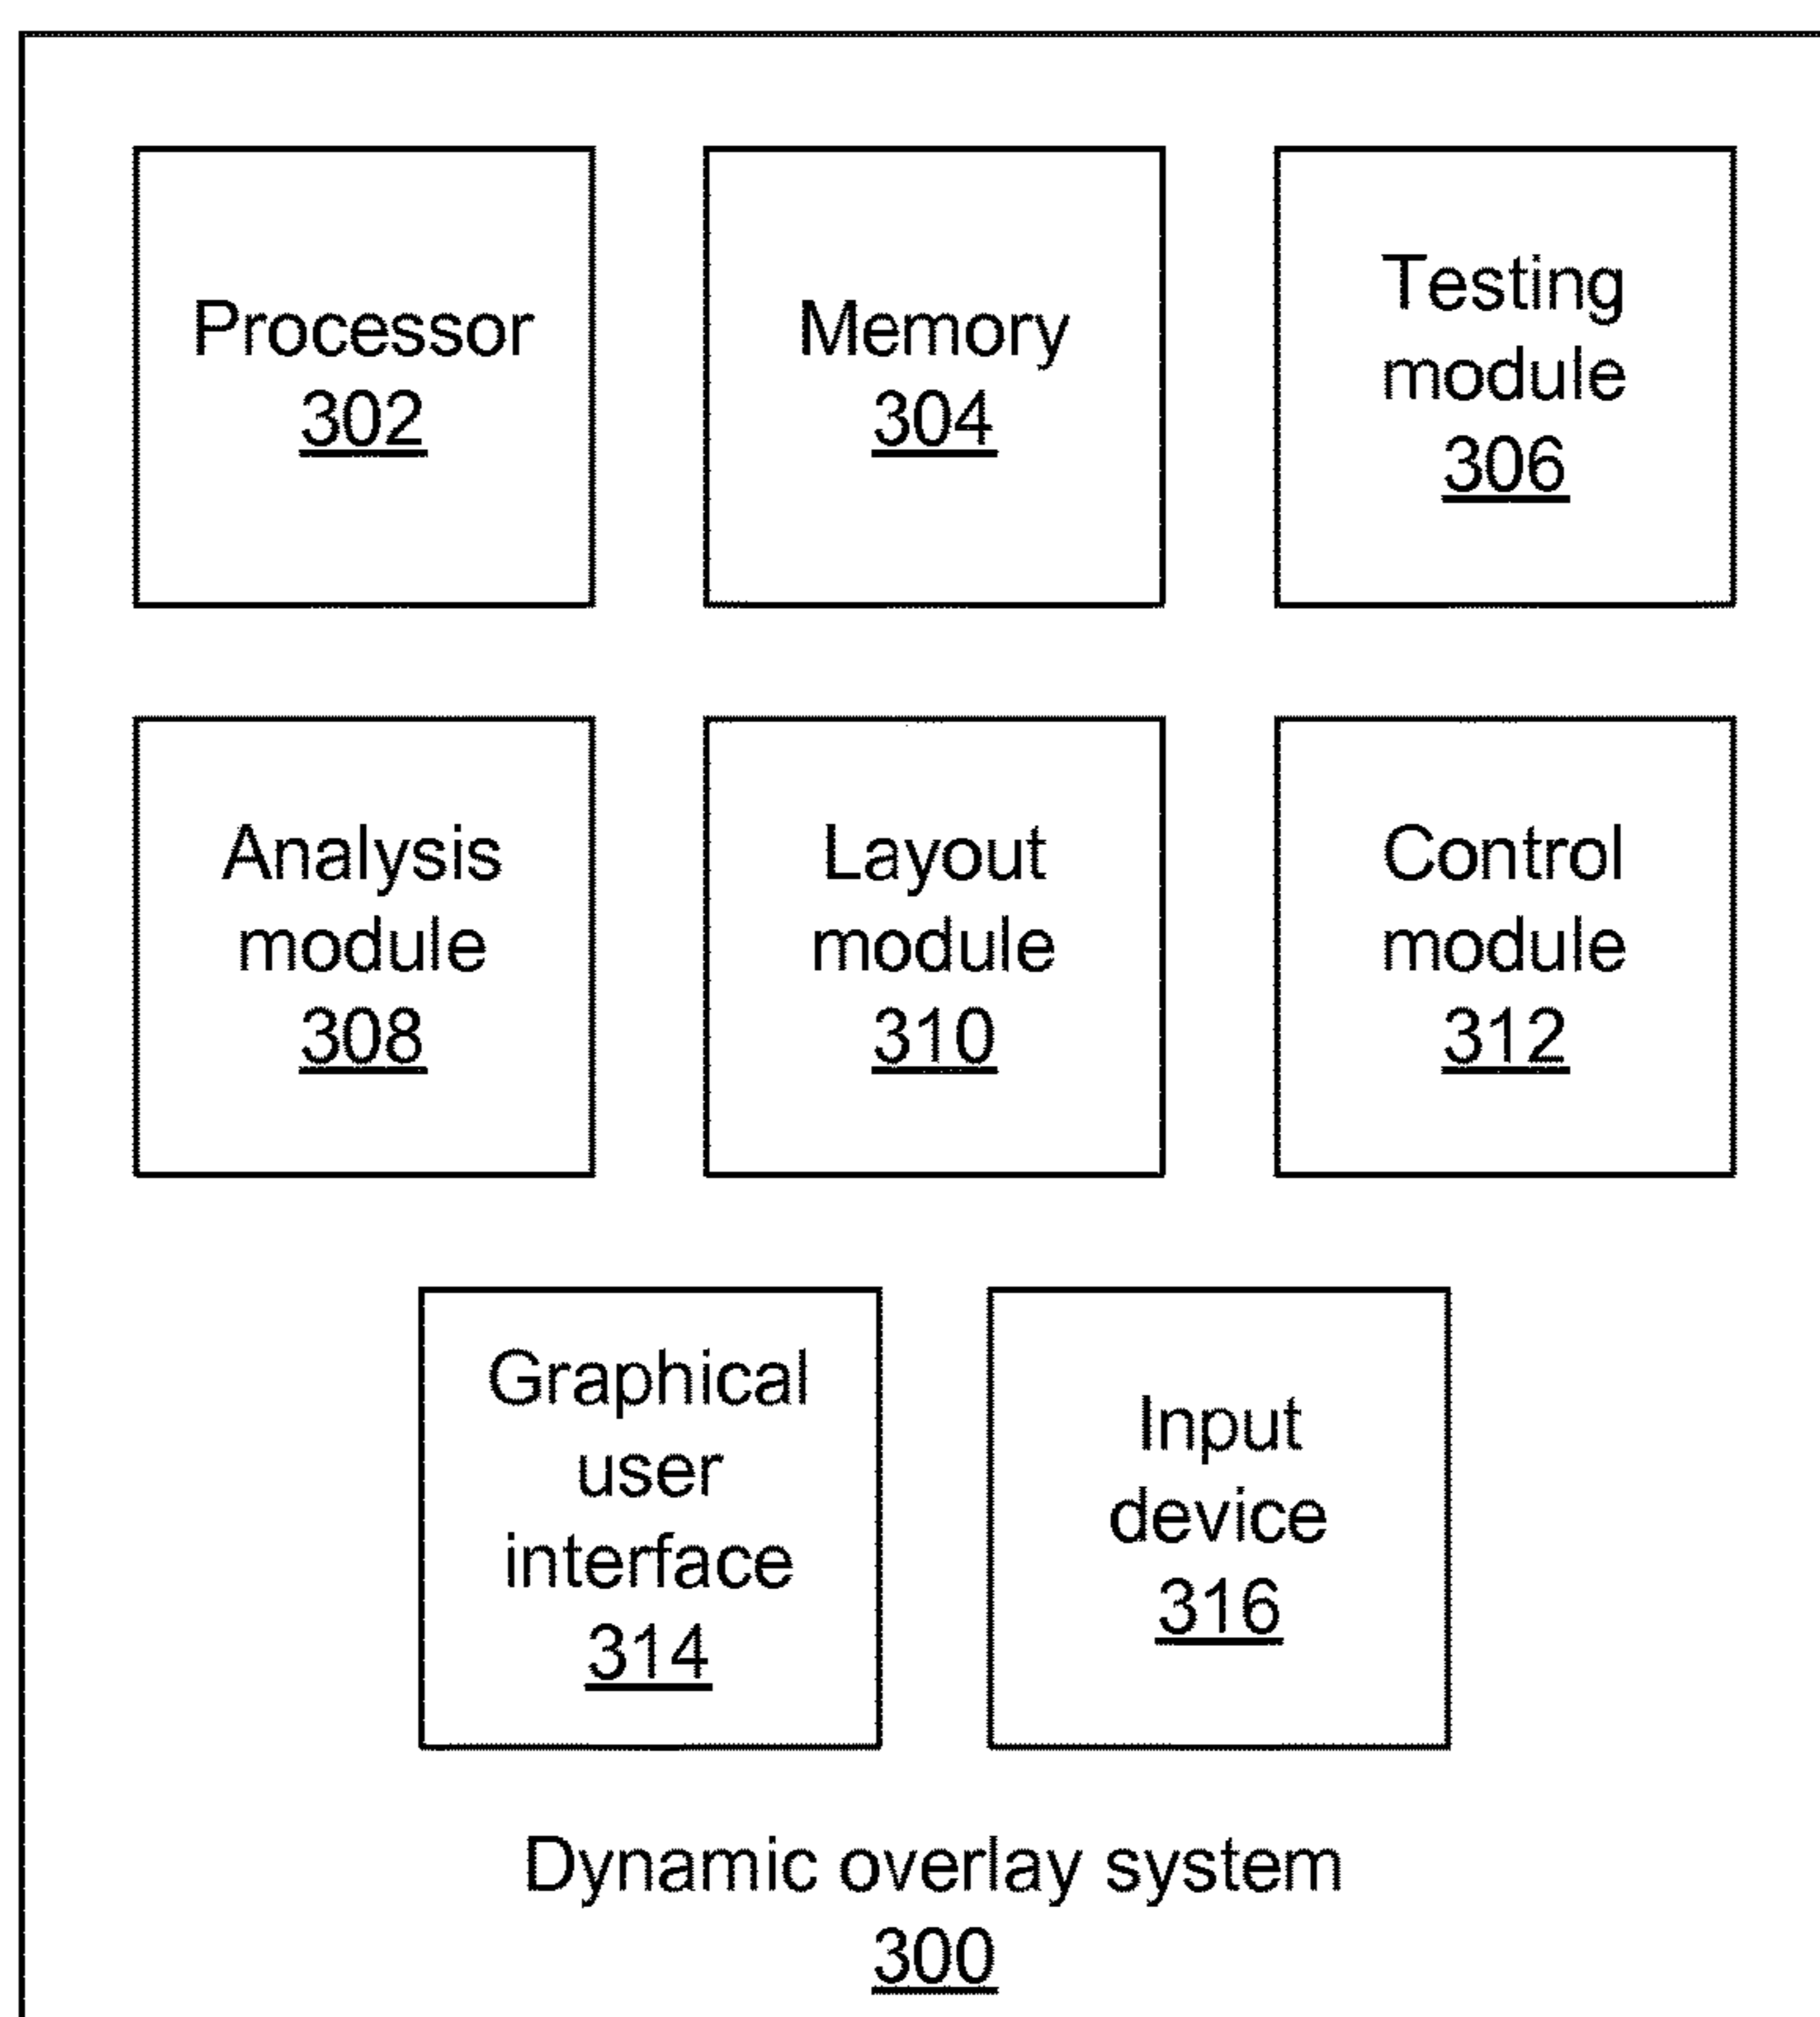 Processor
302
Memory
304
Testing
module
306
Analysis
module
308
Layout
module
310
Control
module
312
Graphical
user
interface
314
Input
device
316
Dynamic overlay system
300